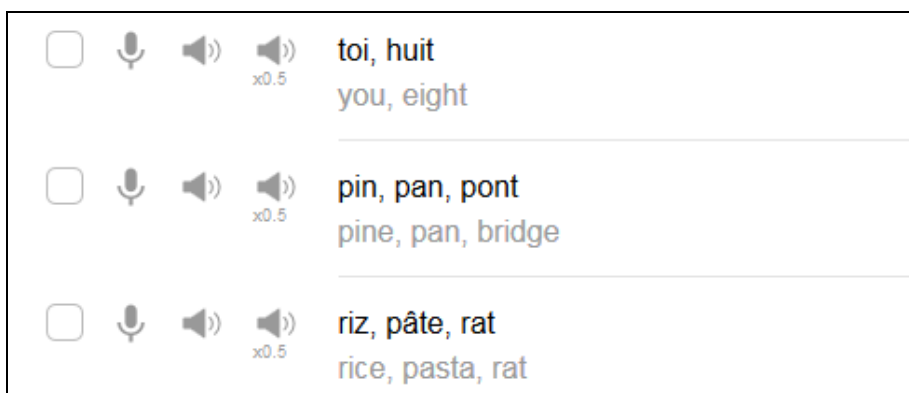 toi, huit
x0.5
you, eight
pin, pan, pont
x0.5
pine, pan, bridge
riz, pâte, rat
x0.5
rice, pasta, rat